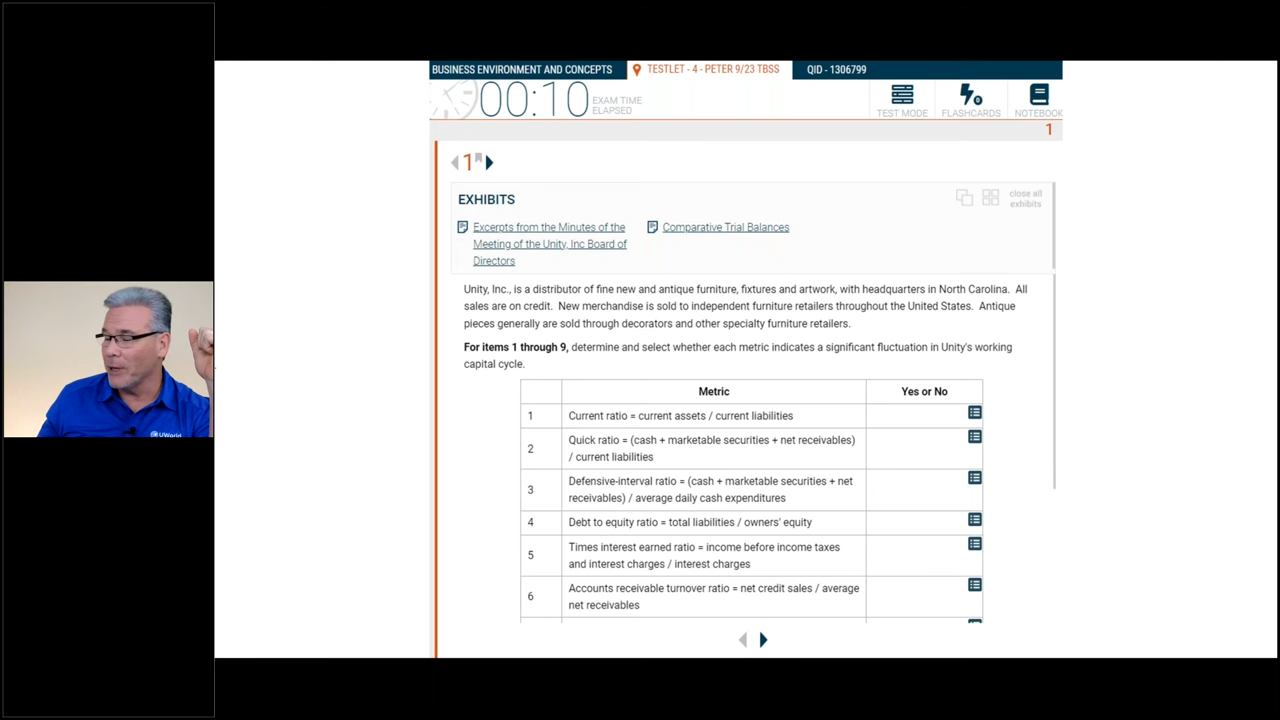 BUSINESS ENVIRONMENT AND CONCEPTS
TESTLET - 4 - PETER 9/23 TBSS
QID - 1306799
00:10
EXAM TIME
ELAPSED
TEST MODE
FLASHCARDS
NOTEBOOK
1
1
EXHIBITS
close all
exhibits
Excerpts from the Minutes of the
Meeting of the Unity, Inc Board of
Directors
Comparative Trial Balances
Unity, Inc., is a distributor of fine new and antique furniture, fixtures and artwork, with headquarters in North Carolina. All
sales are on credit. New merchandise is sold to independent furniture retailers throughout the United States. Antique
pieces generally are sold through decorators and other specialty furniture retailers.
For items 1 through 9, determine and select whether each metric indicates a significant fluctuation in Unity's working
capital cycle.
Metric
Yes or No
1
Current ratio = current assets / current liabilities
2
Quick ratio = (cash + marketable securities + net receivables)
/ current liabilities
3
Defensive-interval ratio = (cash + marketable securities + net
receivables) / average daily cash expenditures
4
Debt to equity ratio = total liabilities / owners' equity
5
Times interest earned ratio = income before income taxes
and interest charges / interest charges
6
Accounts receivable turnover ratio = net credit sales / average
net receivables
UWorld